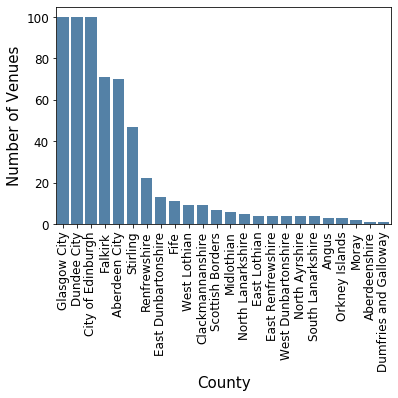 100
80
60
40
20
0
Number of Venues
Glasgow City
Dundee City
City of Edinburgh
Falkirk
Aberdeen City
Stirling
Renfrewshire
East Dunbartonshire
Fife
West Lothian
Clackmannanshire
Scottish Borders
Midlothian
North Lanarkshire
East Lothian
East Renfrewshire
West Dunbartonshire
North Ayrshire
South Lanarkshire
Angus
Orkney Islands
Moray
Aberdeenshire
Dumfries and Galloway
County